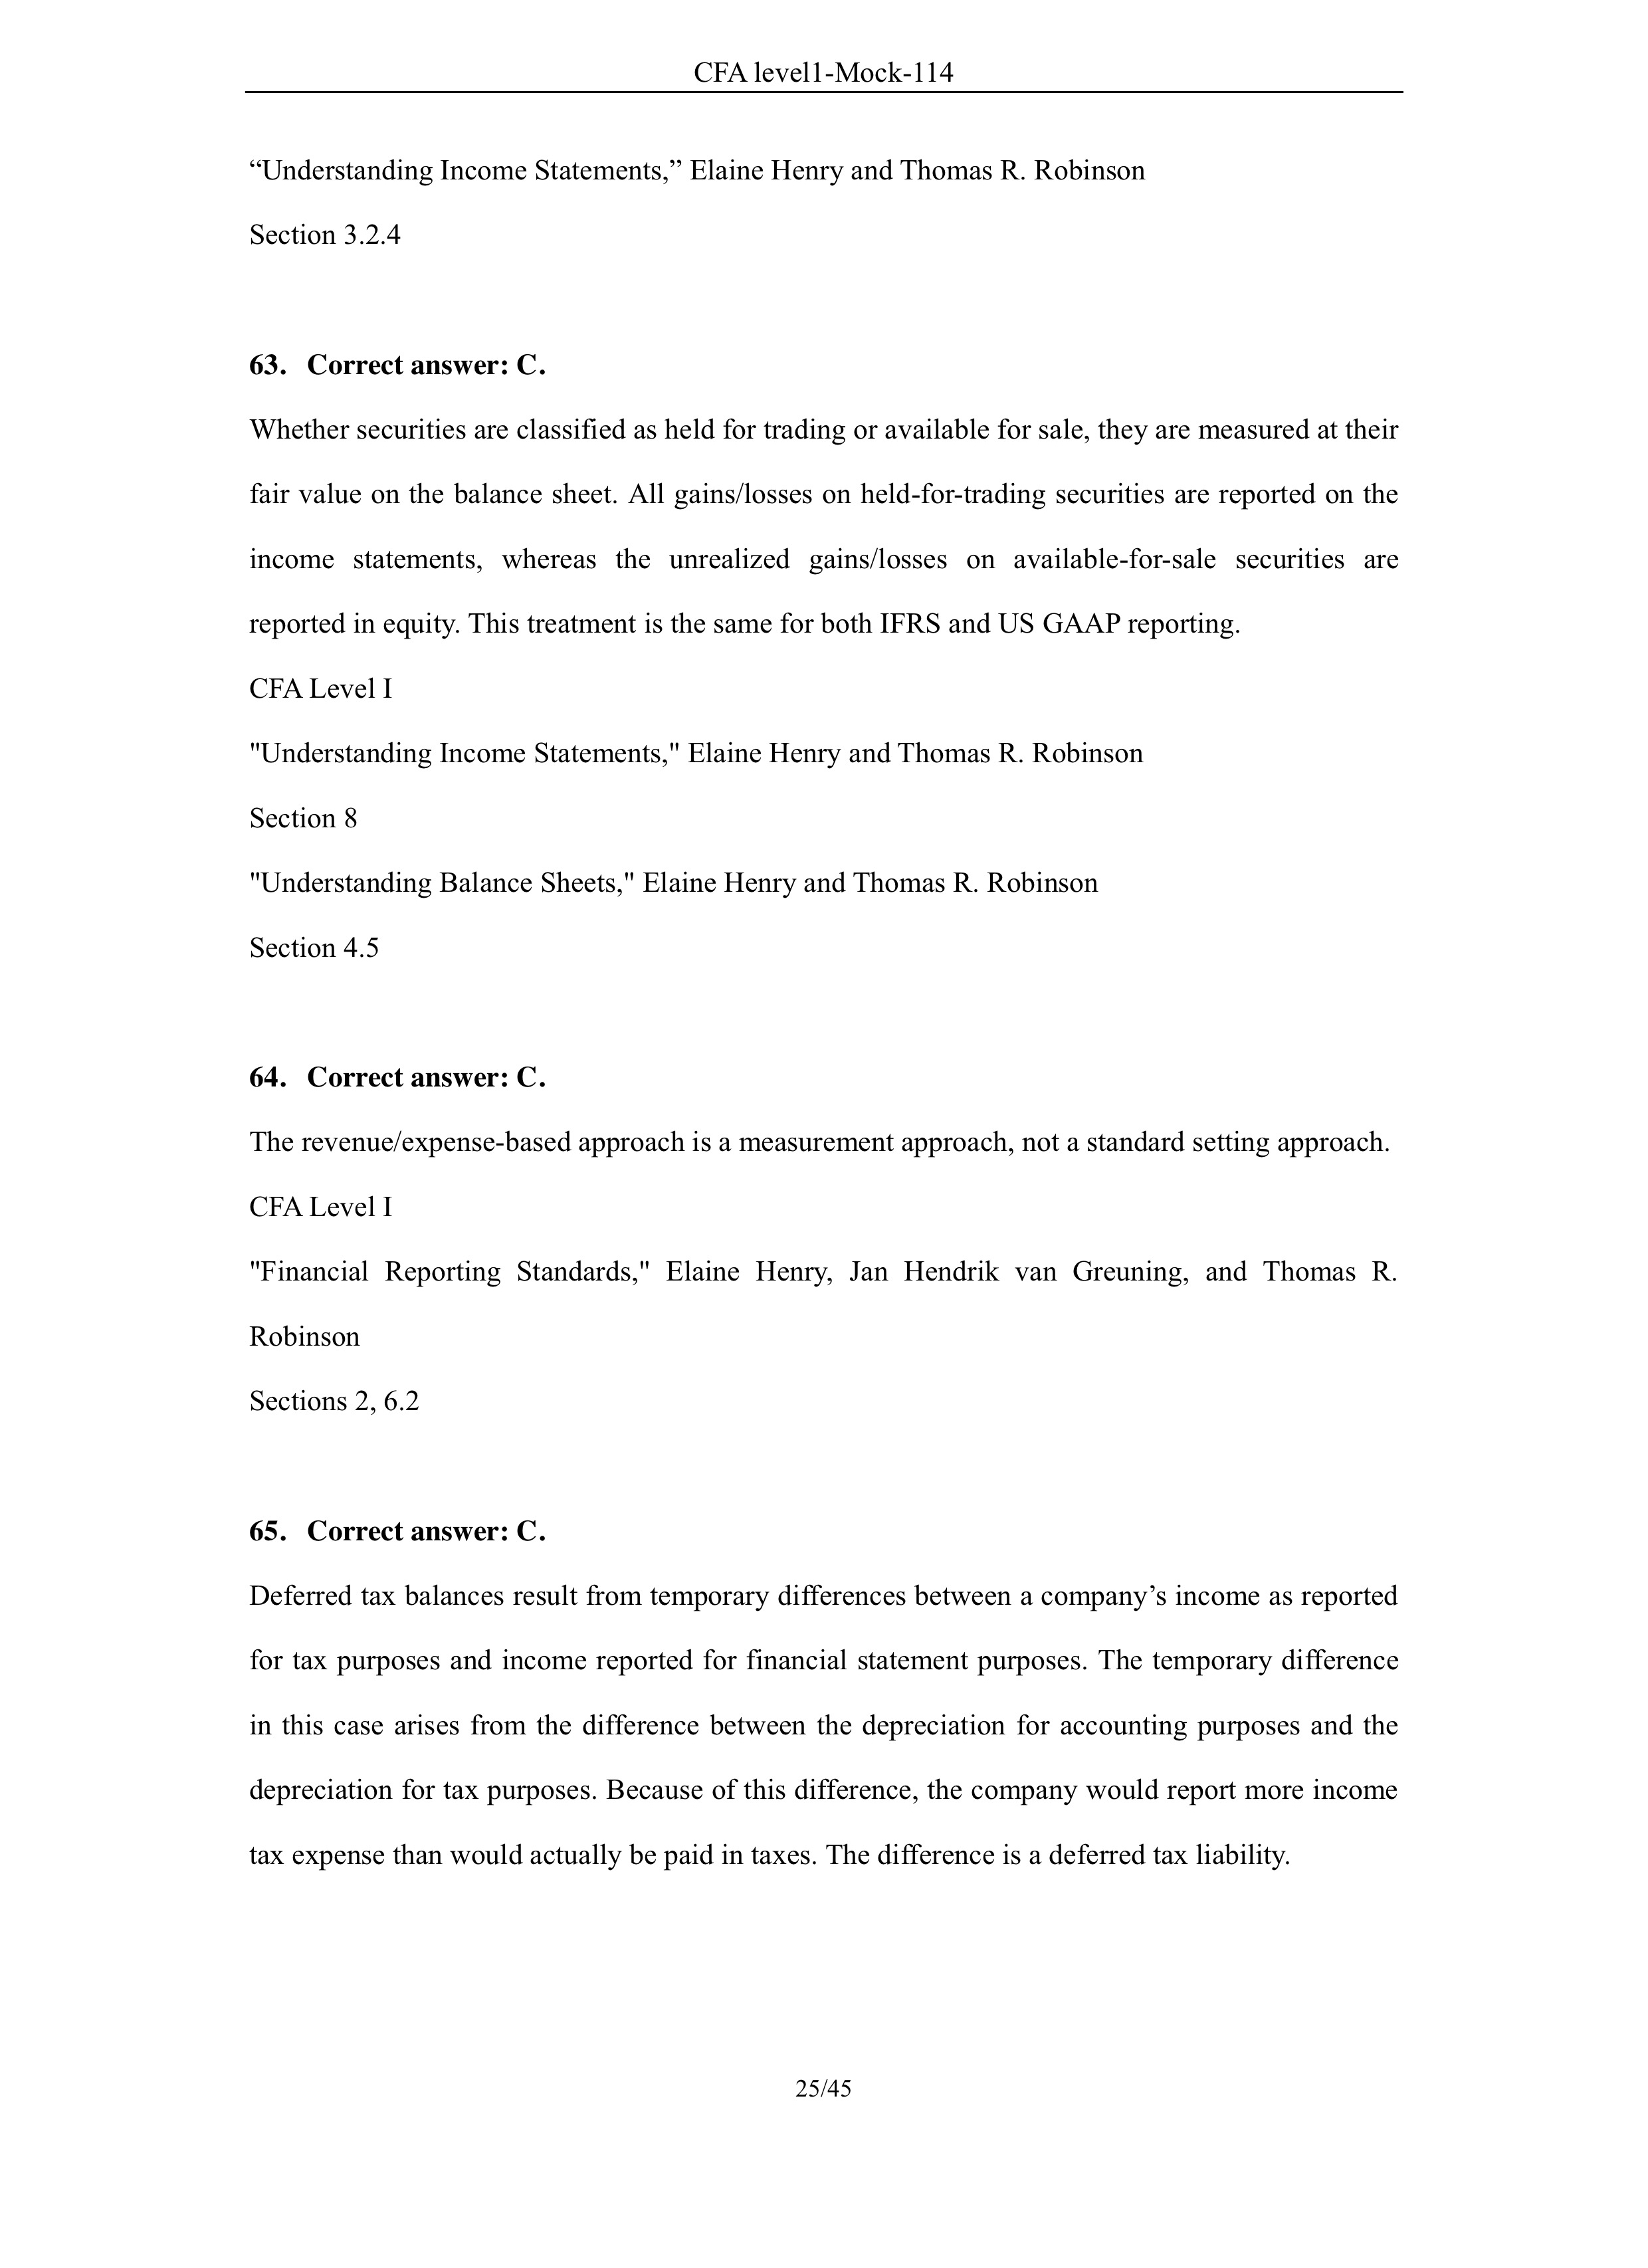 CFA level1-Mock-114
“Understanding Income Statements,” Elaine Henry and Thomas R. Robinson
Section 3.2.4
63. Correct answer: C.
Whether securities are classified as held for trading or available for sale, they are measured at their
fair value on the balance sheet. All gains/losses on held-for-trading securities are reported on the
income statements, whereas the unrealized gains/losses on available-for-sale securities are
reported in equity. This treatment is the same for both IFRS and US GAAP reporting.
CFA Level I
"Understanding Income Statements," Elaine Henry and Thomas R. Robinson
Section 8
"Understanding Balance Sheets," Elaine Henry and Thomas R. Robinson
Section 4.5
64. Correct answer: C.
The revenue/expense-based approach is a measurement approach, not a standard setting approach.
CFA Level I
"Financial Reporting Standards," Elaine Henry, Jan Hendrik van Greuning, and Thomas R.
Robinson
Sections 2, 6.2
65. Correct answer: C.
Deferred tax balances result from temporary differences between a company’s income as reported
for tax purposes and income reported for financial statement purposes. The temporary difference
in this case arises from the difference between the depreciation for accounting purposes and the
depreciation for tax purposes. Because of this difference, the company would report more income
tax expense than would actually be paid in taxes. The difference is a deferred tax liability.
25/45